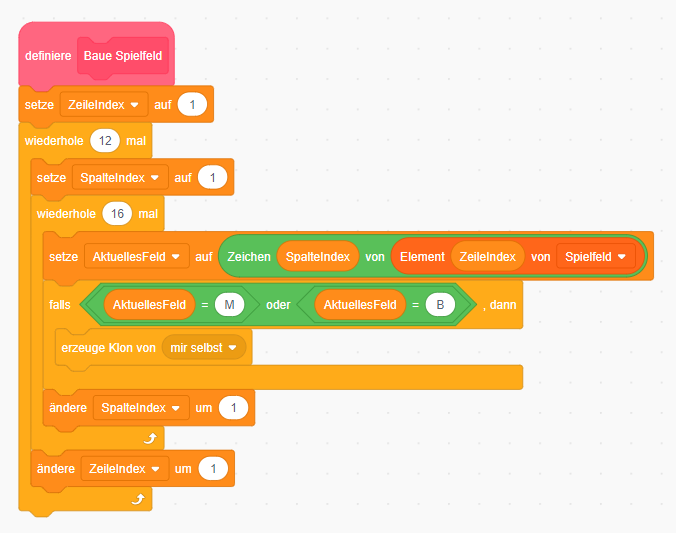 definiere Baue Spielfeld
setze ZeileIndex auf 1
wiederhole 12 mal
setze SpalteIndex auf 1
wiederhole 16 mal
setze AktuellesFeld auf Zeichen SpalteIndex von Element ZeileIndex von Spielfeld
falls AktuellesFeld = M oder AktuellesFeld = B , dann
erzeuge Klon von mir selbst
ändere SpalteIndex um 1
ändere ZeileIndex um 1